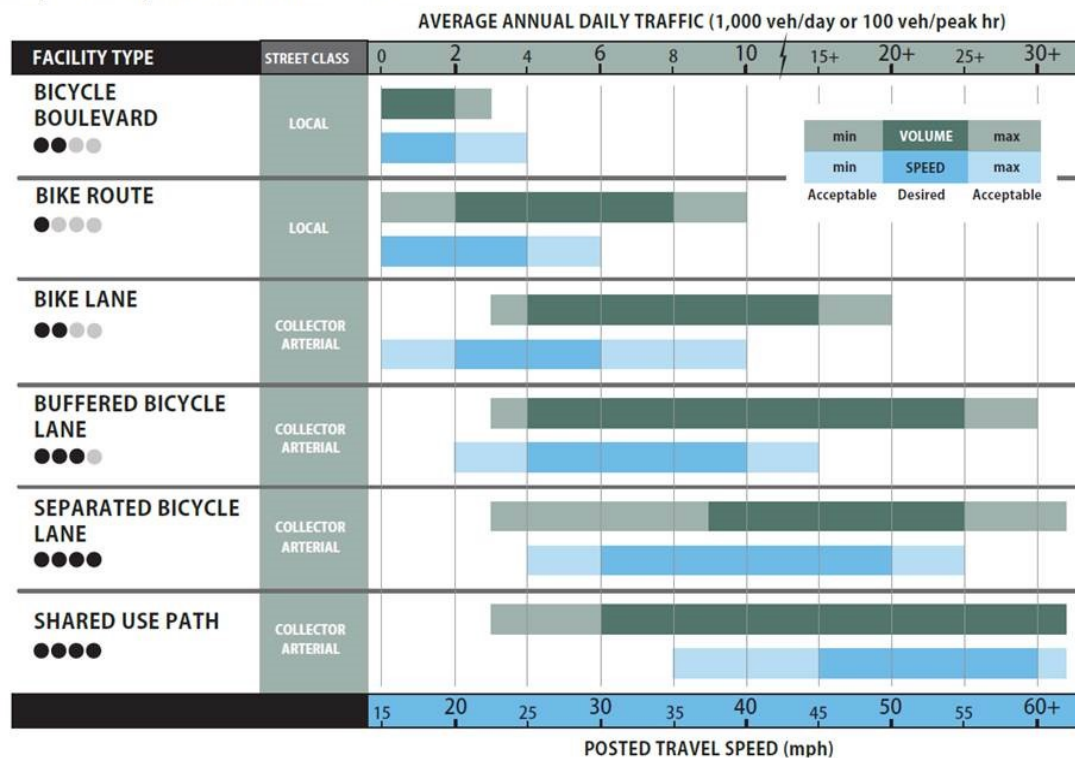 AVERAGE ANNUAL DAILY TRAFFIC (1,000 veh/day or 100 veh/peak hr)
FACILITY TYPE STREET CLASS 0 2 4 6 8 10 15+ 20+ 25+ 30+
BICYCLE
BOULEVARD
LOCAL
min VOLUME max
min SPEED max
Acceptable Desired Acceptable
BIKE ROUTE
LOCAL
BIKE LANE
COLLECTOR
ARTERIAL
BUFFERED BICYCLE
LANE
COLLECTOR
ARTERIAL
SEPARATED BICYCLE
LANE
COLLECTOR
ARTERIAL
SHARED USE PATH
COLLECTOR
ARTERIAL
15 20 25 30 35 40 45 50 55 60+
POSTED TRAVEL SPEED (mph)